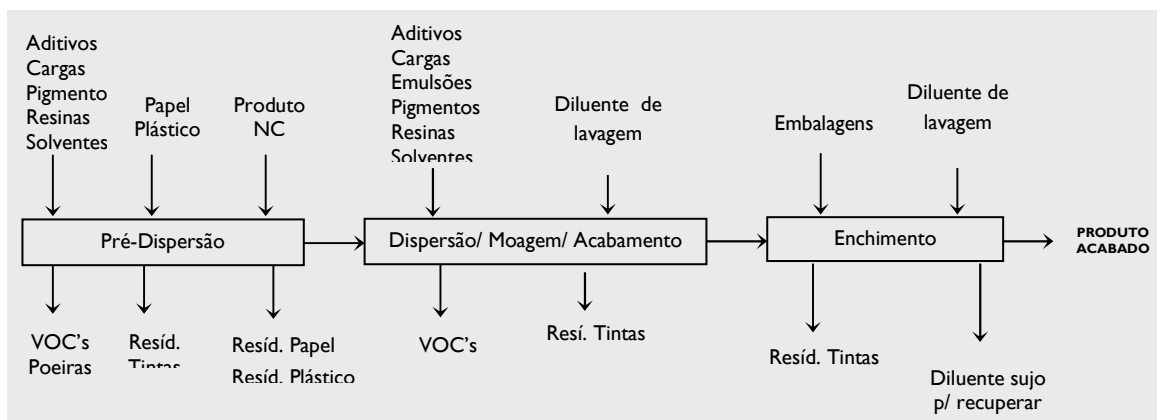 Aditivos
Cargas
Pigmento
Resinas
Solventes
Papel
Plástico
Produto
NC
Aditivos
Cargas
Emulsões
Pigmentos
Resinas
Solventes
Diluente de
lavagem
Embalagens
Diluente de
lavagem
Pré-Dispersão
Dispersão/ Moagem/ Acabamento
Enchimento
PRODUTO
ACABADO
VOC's
Poeiras
Resíd.
Tintas
Resíd. Papel
Resíd. Plástico
VOC's
Resí. Tintas
Resíd. Tintas
Diluente sujo
p/ recuperar